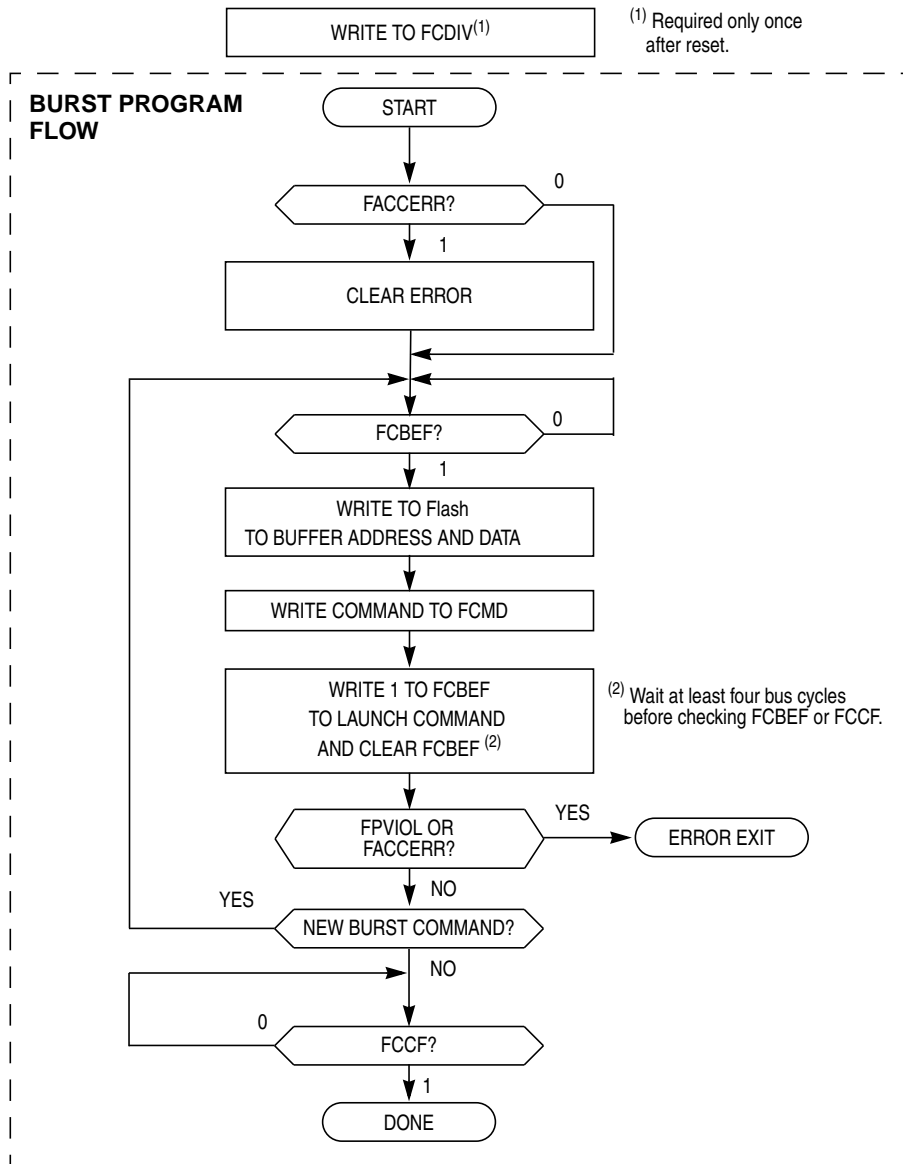 WRITE TO FCDIV(1)
(1) Required only once
after reset.
BURST PROGRAM
FLOW
START
FACCERR?
0
1
CLEAR ERROR
FCBEF?
0
1
WRITE TO Flash
TO BUFFER ADDRESS AND DATA
WRITE COMMAND TO FCMD
WRITE 1 TO FCBEF
TO LAUNCH COMMAND
AND CLEAR FCBEF (2)
(2) Wait at least four bus cycles
before checking FCBEF or FCCF.
FPVIOL OR
FACCERR?
YES
ERROR EXIT
NO
YES
NEW BURST COMMAND?
NO
0
FCCF?
1
DONE